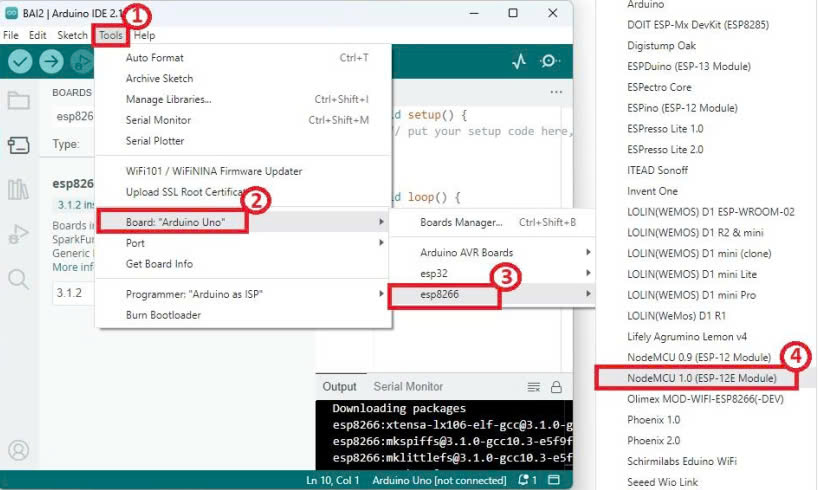 BAI2 | Arduino IDE 2.1
1
File Edit Sketch Tools Help
BOARDS
esp8266
Type:
esp826
3.1.2 ins
Boards in
SparkFun
Generic
More info
3.1.2
Auto Format Ctrl+T
Archive Sketch
Manage Libraries... Ctrl+Shift+I
Serial Monitor Ctrl+Shift+M
Serial Plotter
WiFi101 / WiFiNINA Firmware Updater
Upload SSL Root Certificat
2
Board: "Arduino Uno"
Port
Get Board Info
Programmer: "Arduino as ISP"
Burn Bootloader
d setup() {
// put your setup code here,
d loop() {
Boards Manager... Ctrl+Shift+B
Arduino AVR Boards
esp32
3
esp8266
Output Serial Monitor
Downloading packages
esp8266:xtensa-lx106-elf-gcc@3.1.0-g
esp8266:mkspiffs@3.1.0-gcc10.3-e5f9f
esp8266:mklittlefs@3.1.0-gcc10.3-e5f
Ln 10, Col 1 Arduino Uno [not connected] 1
Arduino
DOIT ESP-Mx DevKit (ESP8285)
Digistump Oak
ESPDuino (ESP-13 Module)
ESPectro Core
ESPino (ESP-12 Module)
ESPresso Lite 1.0
ESPresso Lite 2.0
ITEAD Sonoff
Invent One
LOLIN(WEMOS) D1 ESP-WROOM-02
LOLIN(WEMOS) D1 R2 & mini
LOLIN(WEMOS) D1 mini (clone)
LOLIN(WEMOS) D1 mini Lite
LOLIN(WEMOS) D1 mini Pro
LOLIN(WeMos) D1 R1
Lifely Agrumino Lemon v4
NodeMCU 0.9 (ESP-12 Module)
4
NodeMCU 1.0 (ESP-12E Module)
Olimex MOD-WIFI-ESP8266(-DEV)
Phoenix 1.0
Phoenix 2.0
Schirmilabs Eduino WiFi
Seeed Wio Link